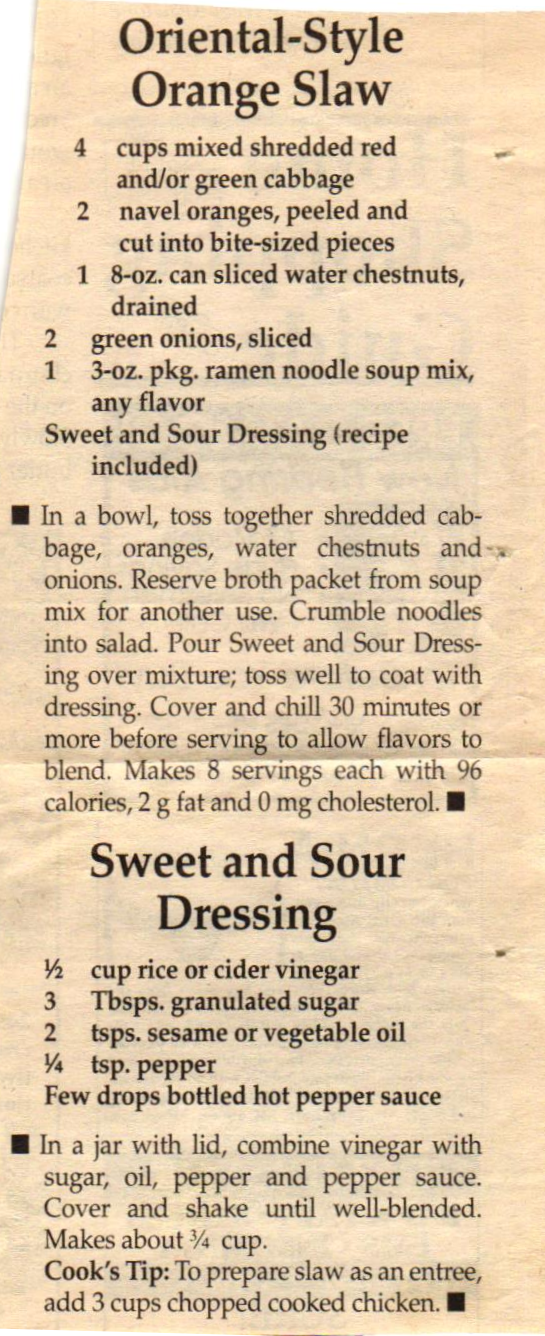 Oriental-Style
Orange Slaw
4 cups mixed shredded red
and/or green cabbage
2 navel oranges, peeled and
cut into bite-sized pieces
1 8-oz. can sliced water chestnuts,
drained
2 green onions, sliced
1 3-oz. pkg. ramen noodle soup mix,
any flavor
Sweet and Sour Dressing (recipe
included)
■ In a bowl, toss together shredded cab-
bage, oranges, water chestnuts and
onions. Reserve broth packet from soup
mix for another use. Crumble noodles
into salad. Pour Sweet and Sour Dress-
ing over mixture; toss well to coat with
dressing. Cover and chill 30 minutes or
more before serving to allow flavors to
blend. Makes 8 servings each with 96
calories, 2 g fat and 0 mg cholesterol. ■
Sweet and Sour
Dressing
½ cup rice or cider vinegar
3 Tbsps. granulated sugar
2 tsps. sesame or vegetable oil
¼ tsp. pepper
Few drops bottled hot pepper sauce
■ In a jar with lid, combine vinegar with
sugar, oil, pepper and pepper sauce.
Cover and shake until well-blended.
Makes about ¾ cup.
Cook's Tip: To prepare slaw as an entree,
add 3 cups chopped cooked chicken. ■